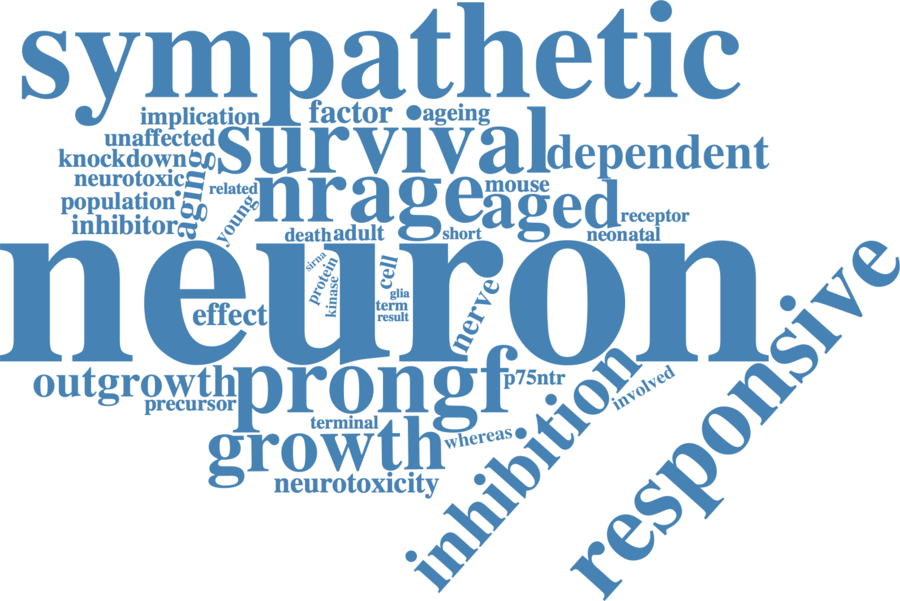 sympathetic
implication
factor
ageing
unaffected
survival
dependent
knockdown
aging
neurotoxic
related
nrage
mouse
aged
population
young
receptor
inhibitor
death
adult
short
neonatal
neuron
sirna
protein
kinase
cell
glia
term
result
effect
nerve
responsive
outgrowth
prongf
p75ntr
inhibition
involved
precursor
terminal
growth
whereas
neurotoxicity